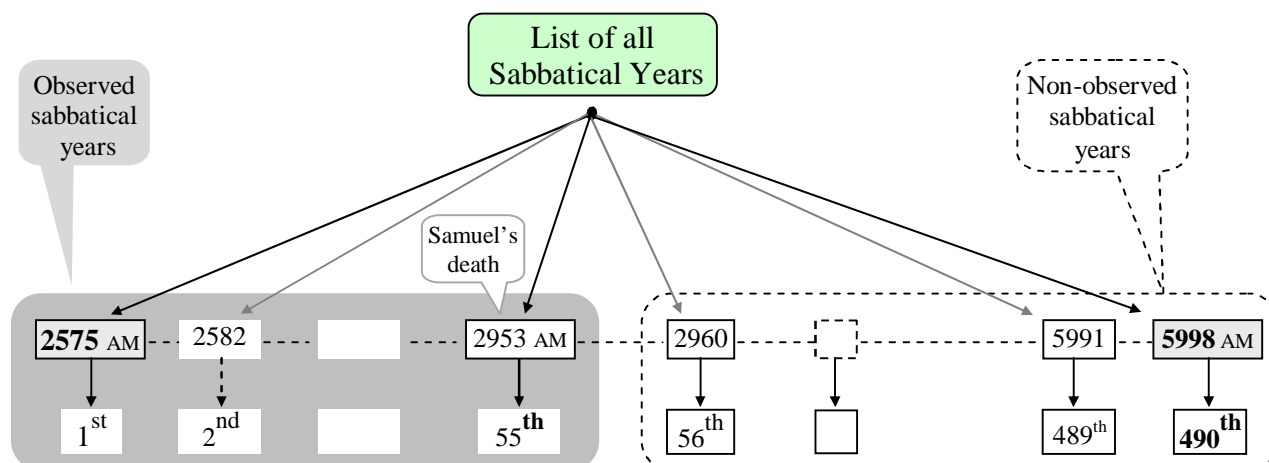 List of all
Sabbatical Years
Observed
sabbatical
years
Non-observed
sabbatical
years
Samuel's
death
2575 AM
2582
2953 AM
2960
5991
5998 AM
1st
2nd
55th
56th
489th
490th